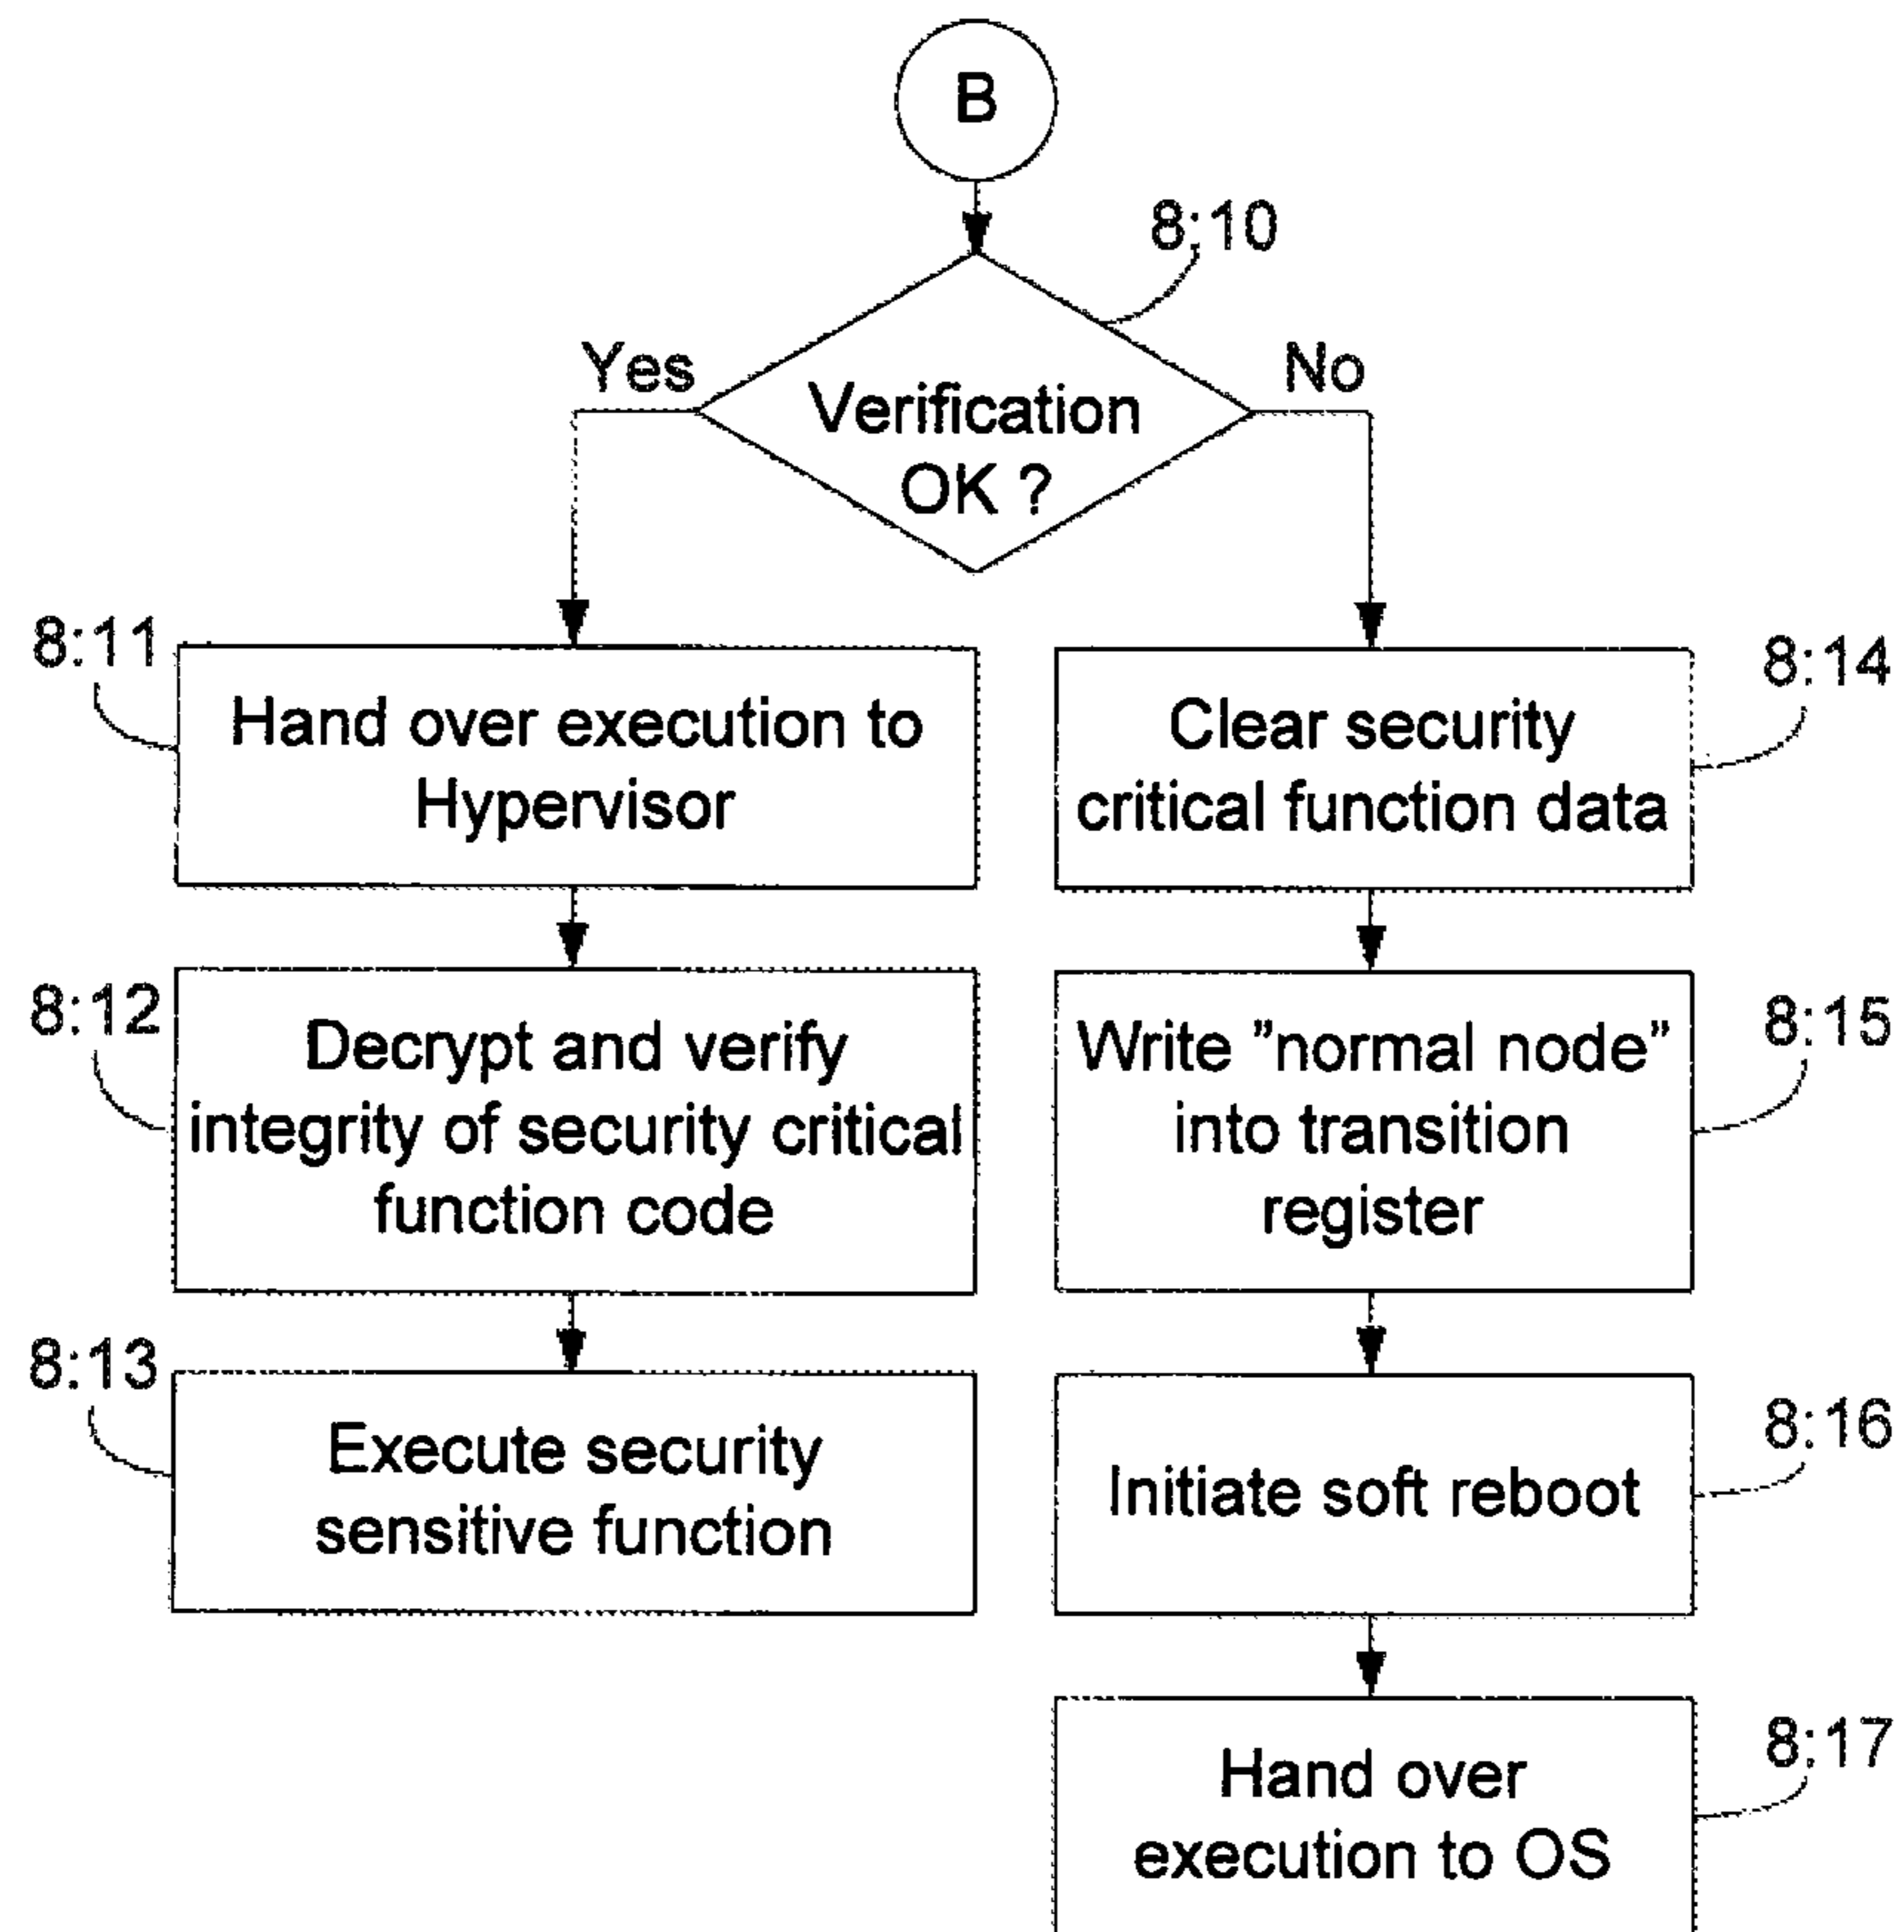 B
8:10
Yes
No
Verification
OK ?
8:11
Hand over execution to
Hypervisor
8:14
Clear security
critical function data
8:12
Decrypt and verify
integrity of security critical
function code
8:15
Write ”normal node”
into transition
register
8:13
Execute security
sensitive function
8:16
Initiate soft reboot
8:17
Hand over
execution to OS